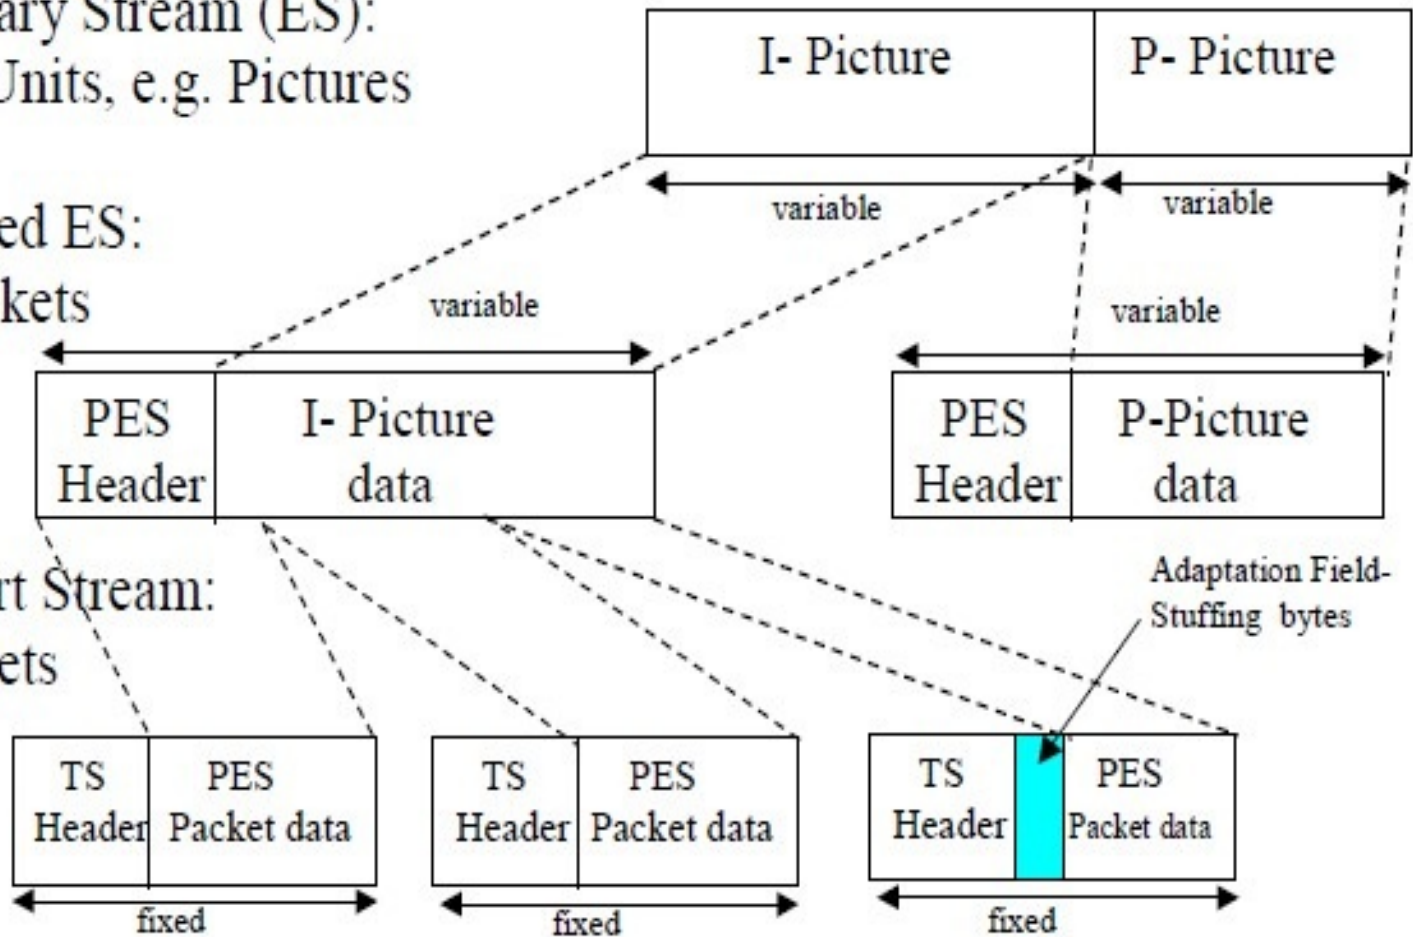 ary Stream (ES):
Units, e.g. Pictures
I- Picture
P- Picture
variable
variable
ed ES:
kets
variable
variable
PES
Header
I- Picture
data
PES
Header
P-Picture
data
rt Stream:
ets
Adaptation Field-
Stuffing bytes
TS
Header
PES
Packet data
TS
Header
PES
Packet data
TS
Header
PES
Packet data
fixed
fixed
fixed